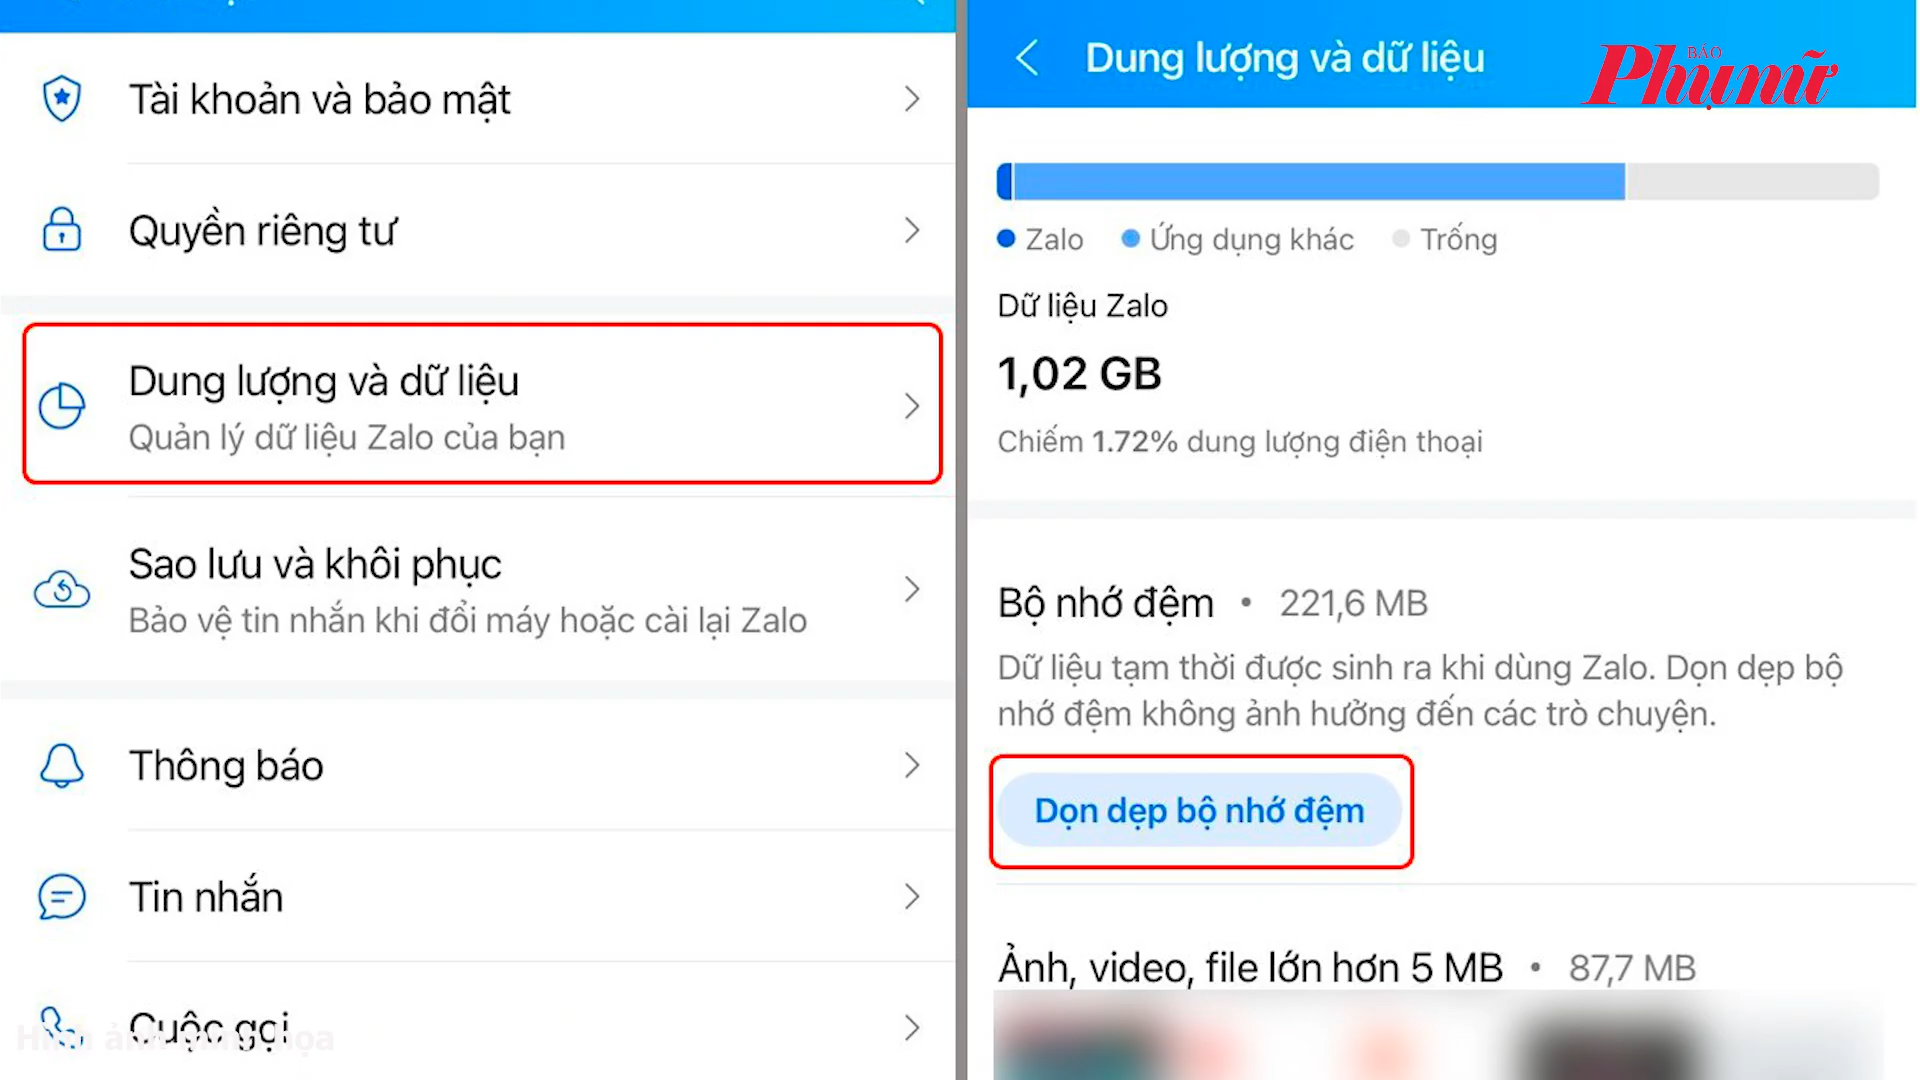 Tài khoản và bảo mật
Quyền riêng tư
Dung lượng và dữ liệu
Quản lý dữ liệu Zalo của bạn
Sao lưu và khôi phục
Bảo vệ tin nhắn khi đổi máy hoặc cài lại Zalo
Thông báo
Tin nhắn
Cuộc gọi
Hình ảnh minh họa
Dung lượng và dữ liệu
BÁO
Phụ nữ
Zalo
Ứng dụng khác
Trống
Dữ liệu Zalo
1,02 GB
Chiếm 1.72% dung lượng điện thoại
Bộ nhớ đệm • 221,6 MB
Dữ liệu tạm thời được sinh ra khi dùng Zalo. Dọn dẹp bộ
nhớ đệm không ảnh hưởng đến các trò chuyện.
Dọn dẹp bộ nhớ đệm
Ảnh, video, file lớn hơn 5 MB • 87,7 MB